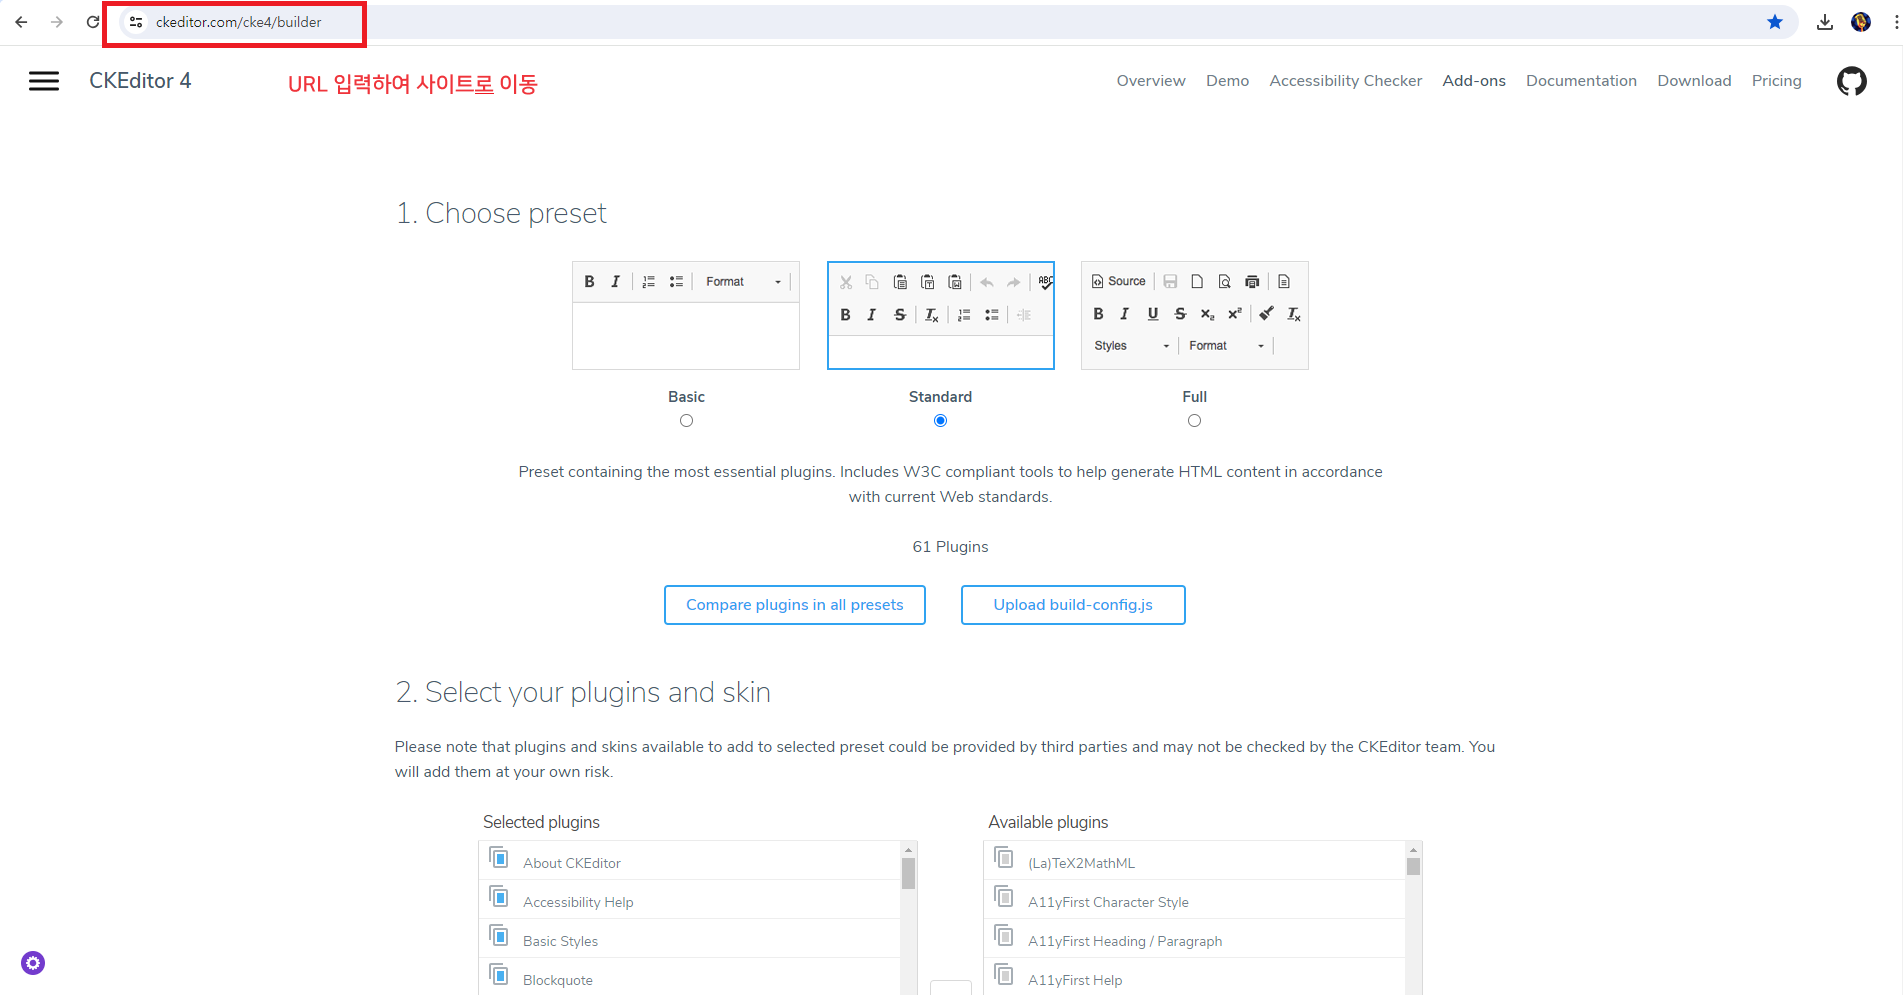 ckeditor.com/cke4/builder
CKEditor 4
URL 입력하여 사이트로 이동
Overview Demo Accessibility Checker Add-ons Documentation Download Pricing
1. Choose preset
B I Format
ABC
B I S Tx
Source
B I U S x₂ x² Tx
Styles Format
Basic Standard Full
Preset containing the most essential plugins. Includes W3C compliant tools to help generate HTML content in accordance
with current Web standards.
61 Plugins
Compare plugins in all presets Upload build-config.js
2. Select your plugins and skin
Please note that plugins and skins available to add to selected preset could be provided by third parties and may not be checked by the CKEditor team. You
will add them at your own risk.
Selected plugins
About CKEditor
Accessibility Help
Basic Styles
Blockquote
Available plugins
(La)TeX2MathML
A11yFirst Character Style
A11yFirst Heading / Paragraph
A11yFirst Help